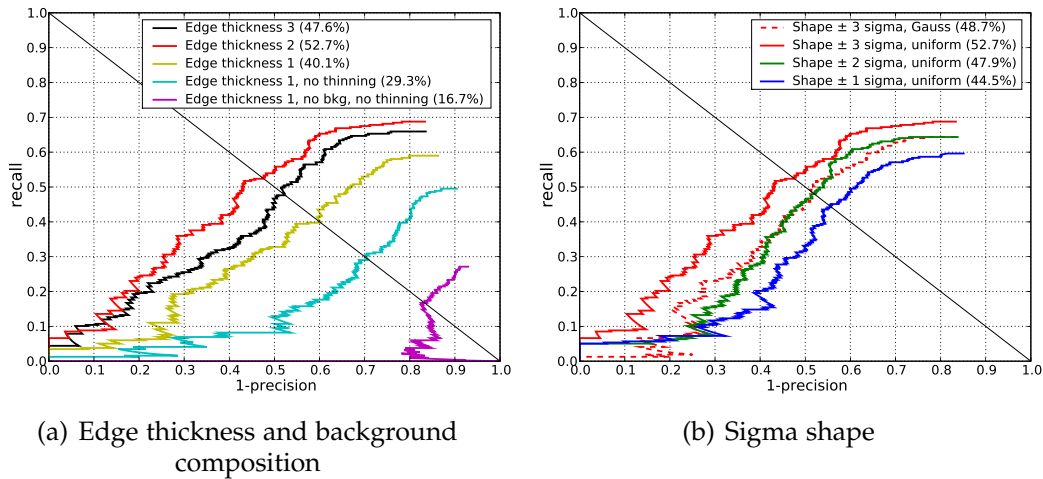 1.0
0.9
0.8
0.7
0.6
0.5
0.4
0.3
0.2
0.1
0.0
recall
Edge thickness 3 (47.6%)
Edge thickness 2 (52.7%)
Edge thickness 1 (40.1%)
Edge thickness 1, no thinning (29.3%)
Edge thickness 1, no bkg, no thinning (16.7%)
0.0 0.1 0.2 0.3 0.4 0.5 0.6 0.7 0.8 0.9 1.0
1-precision
(a) Edge thickness and background
composition
1.0
0.9
0.8
0.7
0.6
0.5
0.4
0.3
0.2
0.1
0.0
recall
Shape ± 3 sigma, Gauss (48.7%)
Shape ± 3 sigma, uniform (52.7%)
Shape ± 2 sigma, uniform (47.9%)
Shape ± 1 sigma, uniform (44.5%)
0.0 0.1 0.2 0.3 0.4 0.5 0.6 0.7 0.8 0.9 1.0
1-precision
(b) Sigma shape